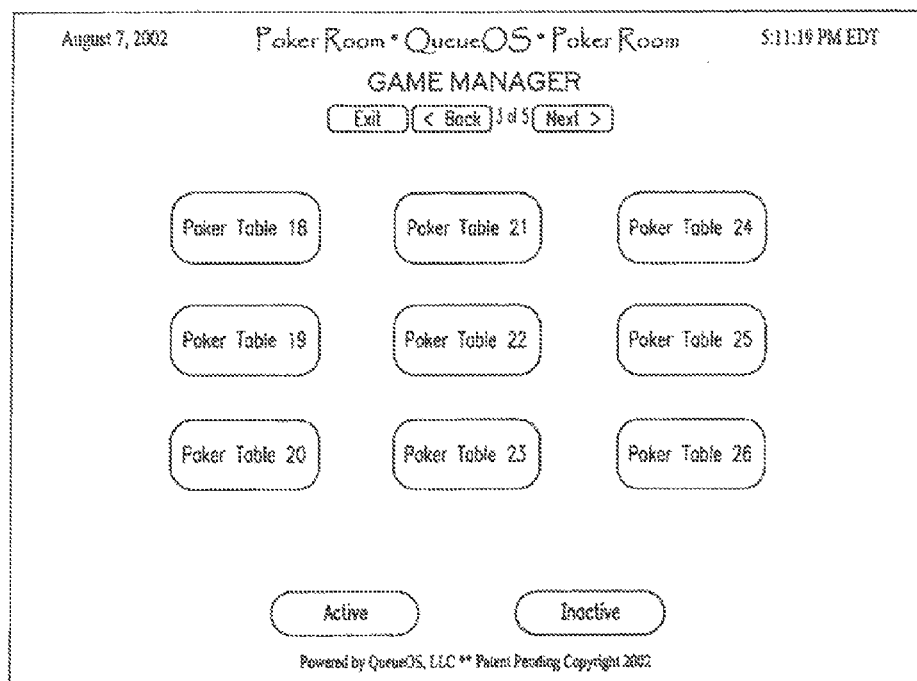 August 7, 2002 Poker Room • QueueOS • Poker Room 5:11:19 PM EDT
GAME MANAGER
Exit < Back 3 of 5 Next >
Poker Table 18 Poker Table 21 Poker Table 24
Poker Table 19 Poker Table 22 Poker Table 25
Poker Table 20 Poker Table 23 Poker Table 26
Active Inactive
Powered by QueueOS, LLC ** Patent Pending Copyright 2002